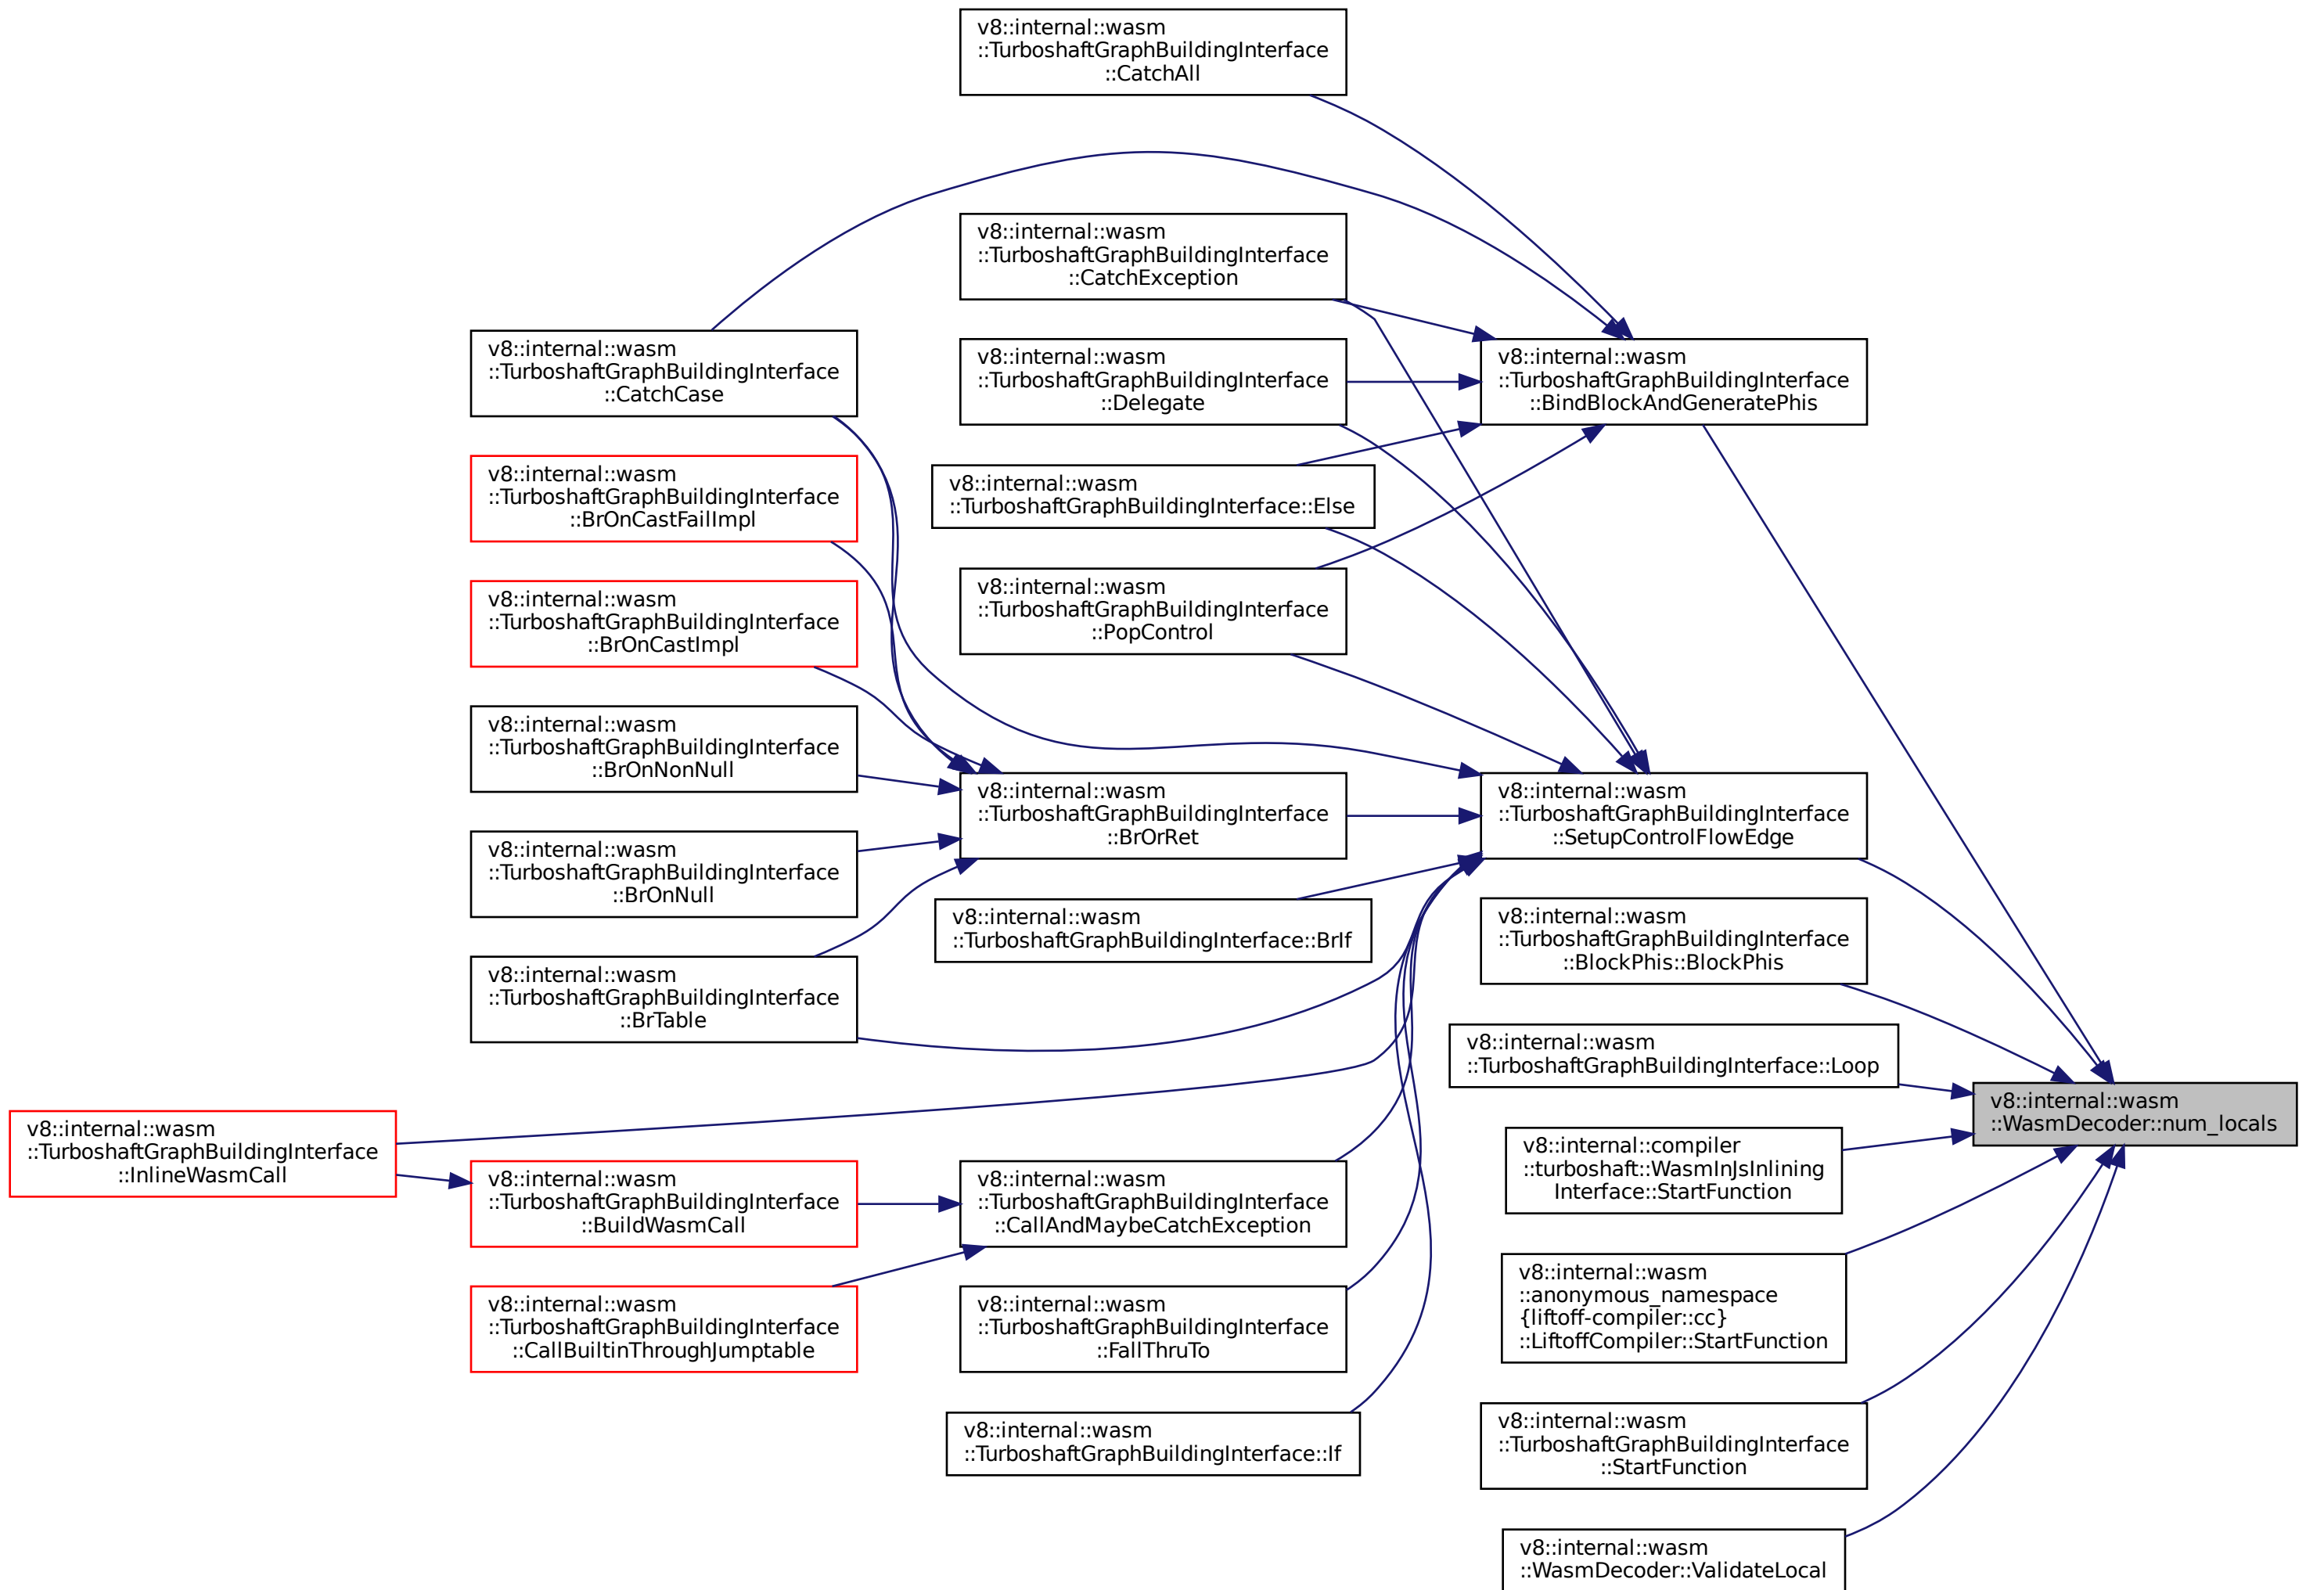 v8::internal::wasm
::TurboshaftGraphBuildingInterface
::CatchAll
v8::internal::wasm
::TurboshaftGraphBuildingInterface
::CatchException
v8::internal::wasm
::TurboshaftGraphBuildingInterface
::CatchCase
v8::internal::wasm
::TurboshaftGraphBuildingInterface
::Delegate
v8::internal::wasm
::TurboshaftGraphBuildingInterface
::BindBlockAndGeneratePhis
v8::internal::wasm
::TurboshaftGraphBuildingInterface
::BrOnCastFailImpl
v8::internal::wasm
::TurboshaftGraphBuildingInterface::Else
v8::internal::wasm
::TurboshaftGraphBuildingInterface
::BrOnCastImpl
v8::internal::wasm
::TurboshaftGraphBuildingInterface
::PopControl
v8::internal::wasm
::TurboshaftGraphBuildingInterface
::BrOnNonNull
v8::internal::wasm
::TurboshaftGraphBuildingInterface
::BrOrRet
v8::internal::wasm
::TurboshaftGraphBuildingInterface
::SetupControlFlowEdge
v8::internal::wasm
::TurboshaftGraphBuildingInterface
::BrOnNull
v8::internal::wasm
::TurboshaftGraphBuildingInterface::BrIf
v8::internal::wasm
::TurboshaftGraphBuildingInterface
::BlockPhis::BlockPhis
v8::internal::wasm
::TurboshaftGraphBuildingInterface
::BrTable
v8::internal::wasm
::TurboshaftGraphBuildingInterface::Loop
v8::internal::wasm
::WasmDecoder::num_locals
v8::internal::wasm
::TurboshaftGraphBuildingInterface
::InlineWasmCall
v8::internal::wasm
::TurboshaftGraphBuildingInterface
::BuildWasmCall
v8::internal::wasm
::TurboshaftGraphBuildingInterface
::CallAndMaybeCatchException
v8::internal::compiler
::turboshaft::WasmInJsInlining
Interface::StartFunction
v8::internal::wasm
::TurboshaftGraphBuildingInterface
::CallBuiltinThroughJumptable
v8::internal::wasm
::TurboshaftGraphBuildingInterface
::FallThruTo
v8::internal::wasm
::anonymous_namespace
{liftoff-compiler::cc}
::LiftoffCompiler::StartFunction
v8::internal::wasm
::TurboshaftGraphBuildingInterface::If
v8::internal::wasm
::TurboshaftGraphBuildingInterface
::StartFunction
v8::internal::wasm
::WasmDecoder::ValidateLocal